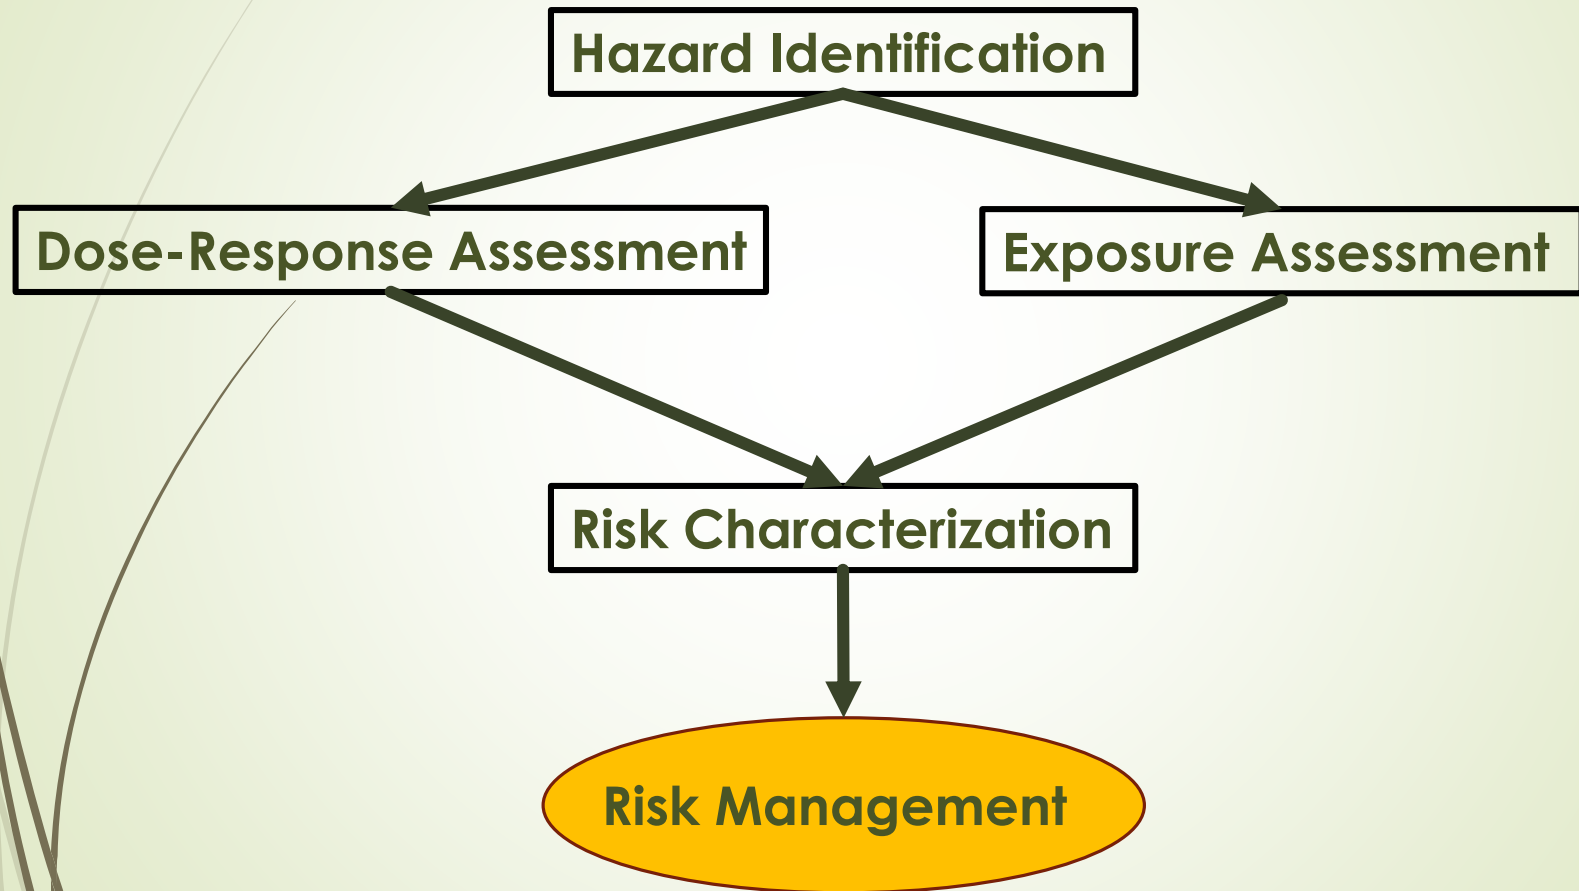 Hazard Identification
Dose-Response Assessment
Exposure Assessment
Risk Characterization
Risk Management